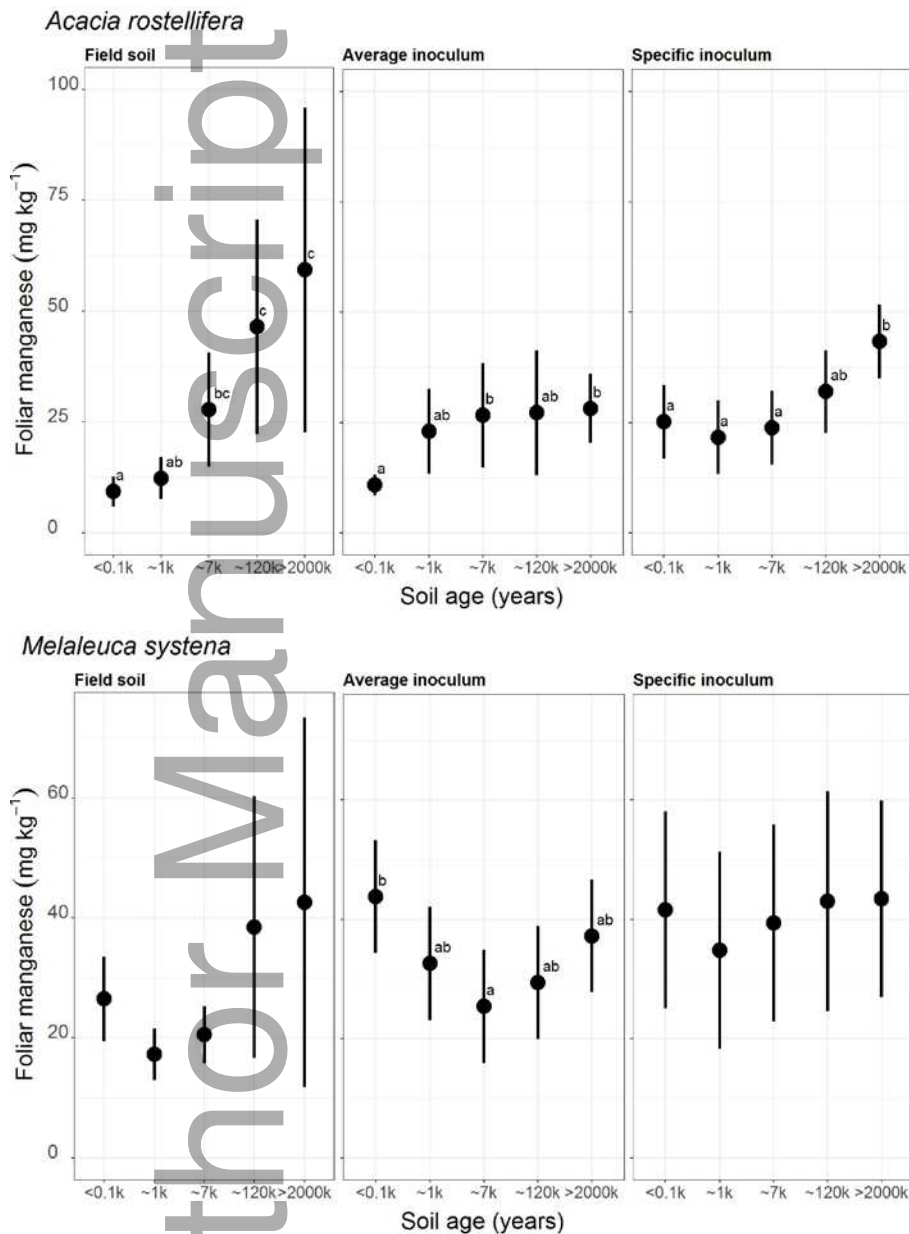 Acacia rostellifera
Field soil
Average inoculum
Specific inoculum
Foliar manganese (mg kg⁻¹)
100
75
50
25
0
a
ab
bc
c
c
a
ab
b
ab
b
a
a
a
ab
b
<0.1k ~1k ~7k ~120k >2000k
<0.1k ~1k ~7k ~120k >2000k
<0.1k ~1k ~7k ~120k >2000k
Soil age (years)
Melaleuca systena
Field soil
Average inoculum
Specific inoculum
Foliar manganese (mg kg⁻¹)
60
40
20
0
b
ab
a
ab
ab
<0.1k ~1k ~7k ~120k >2000k
<0.1k ~1k ~7k ~120k >2000k
<0.1k ~1k ~7k ~120k >2000k
Soil age (years)
thor Manuscript